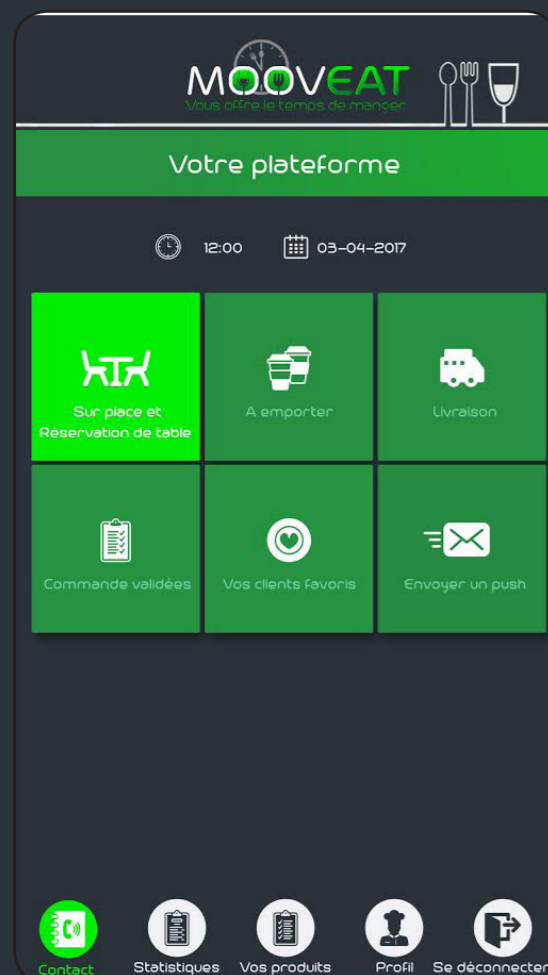 MOOVEAT
Vous offre le temps de manger
Votre plateforme
12:00 03-04-2017
Sur place et
Réservation de table
A emporter
Livraison
Commande validées
Vos clients favoris
Envoyer un push
Contact
Statistiques
Vos produits
Profil
Se déconnecter